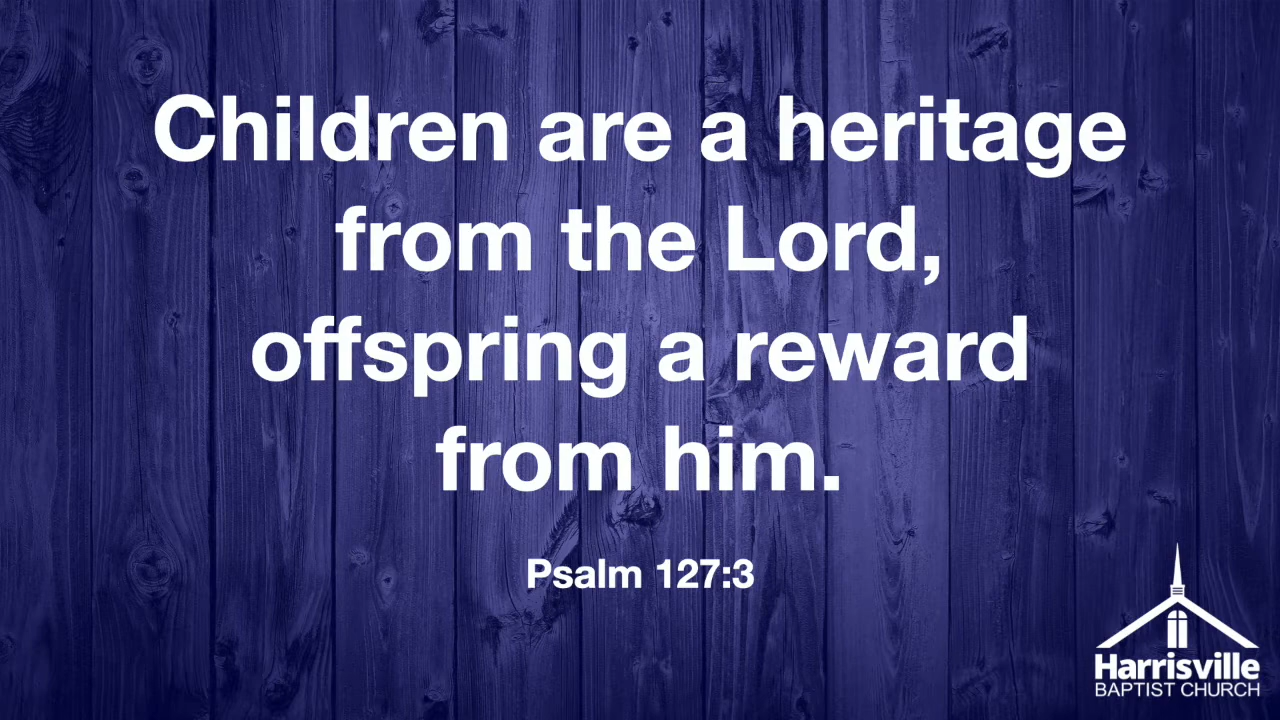 Children are a heritage
from the Lord,
offspring a reward
from him.
Psalm 127:3
Harrisville
BAPTIST CHURCH